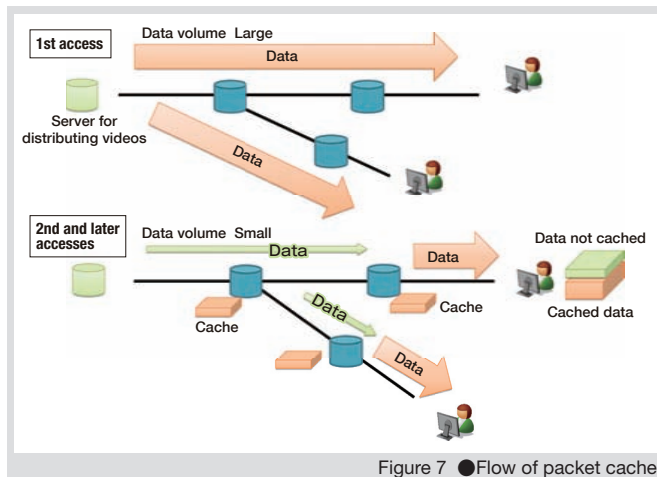 1st access
Data volume Large
Data
Server for
distributing videos
Data
2nd and later
accesses
Data volume Small
Data
Data
Data not cached
Cache
Data
Cache
Cached data
Data
Figure 7 ●Flow of packet cache